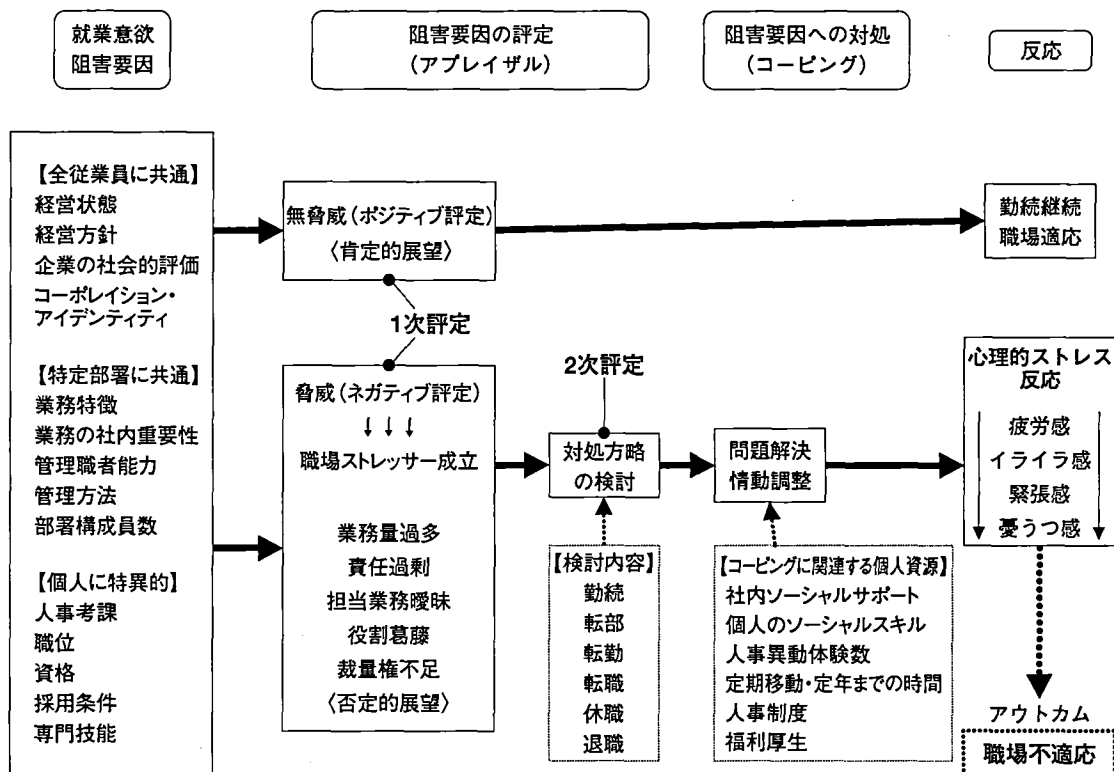 就業意欲
阻害要因
阻害要因の評定
(アプレイザル)
阻害要因への対処
(コーピング)
反応
【全従業員に共通】
経営状態
経営方針
企業の社会的評価
コーポレイション・
アイデンティティ
【特定部署に共通】
業務特徴
業務の社内重要性
管理職者能力
管理方法
部署構成員数
【個人に特異的】
人事考課
職位
資格
採用条件
専門技能
無脅威(ポジティブ評定)
〈肯定的展望〉
1次評定
脅威(ネガティブ評定)
↓ ↓ ↓
職場ストレッサー成立
業務量過多
責任過剰
担当業務曖昧
役割葛藤
裁量権不足
〈否定的展望〉
2次評定
対処方略
の検討
【検討内容】
勤続
転部
転勤
転職
休職
退職
問題解決
情動調整
【コーピングに関連する個人資源】
社内ソーシャルサポート
個人のソーシャルスキル
人事異動体験数
定期移動・定年までの時間
人事制度
福利厚生
勤続継続
職場適応
心理的ストレス
反応
疲労感
イライラ感
緊張感
憂うつ感
アウトカム
職場不適応